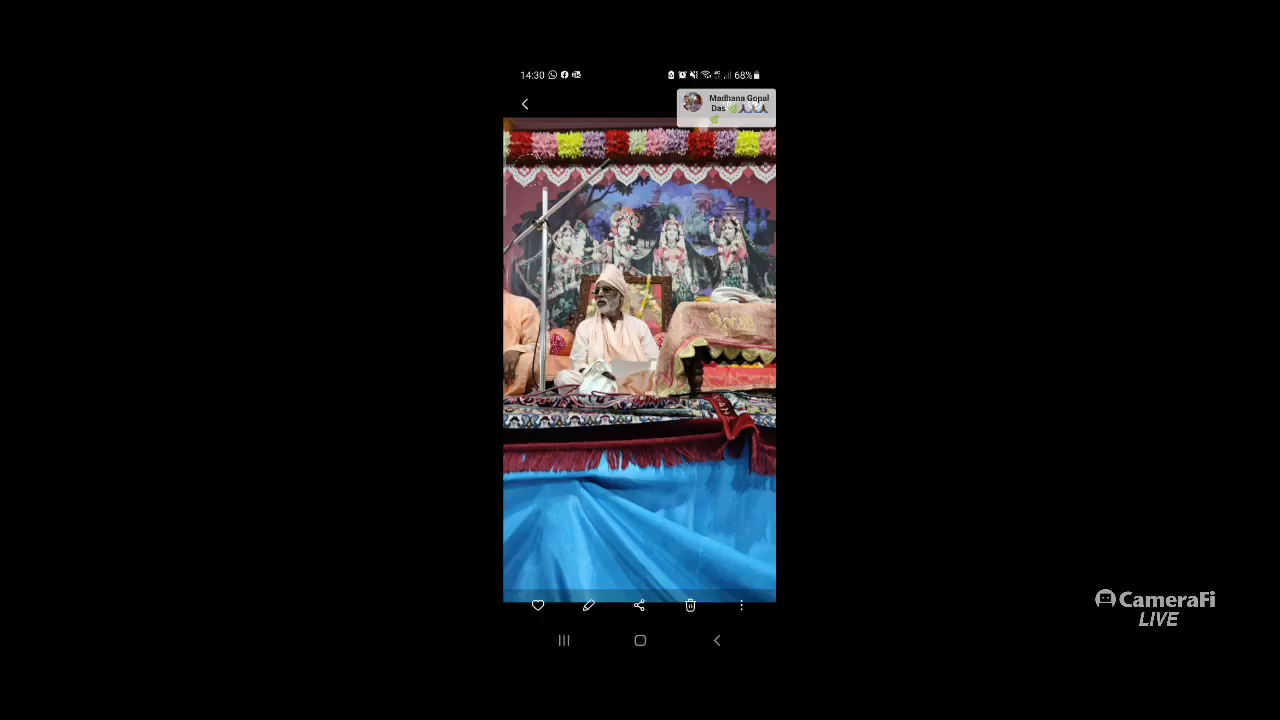 14:30
68%
Madhana Gopal
Das 🌿🙏🏻🙏🏻🙏🏻
🌿
CameraFi
LIVE